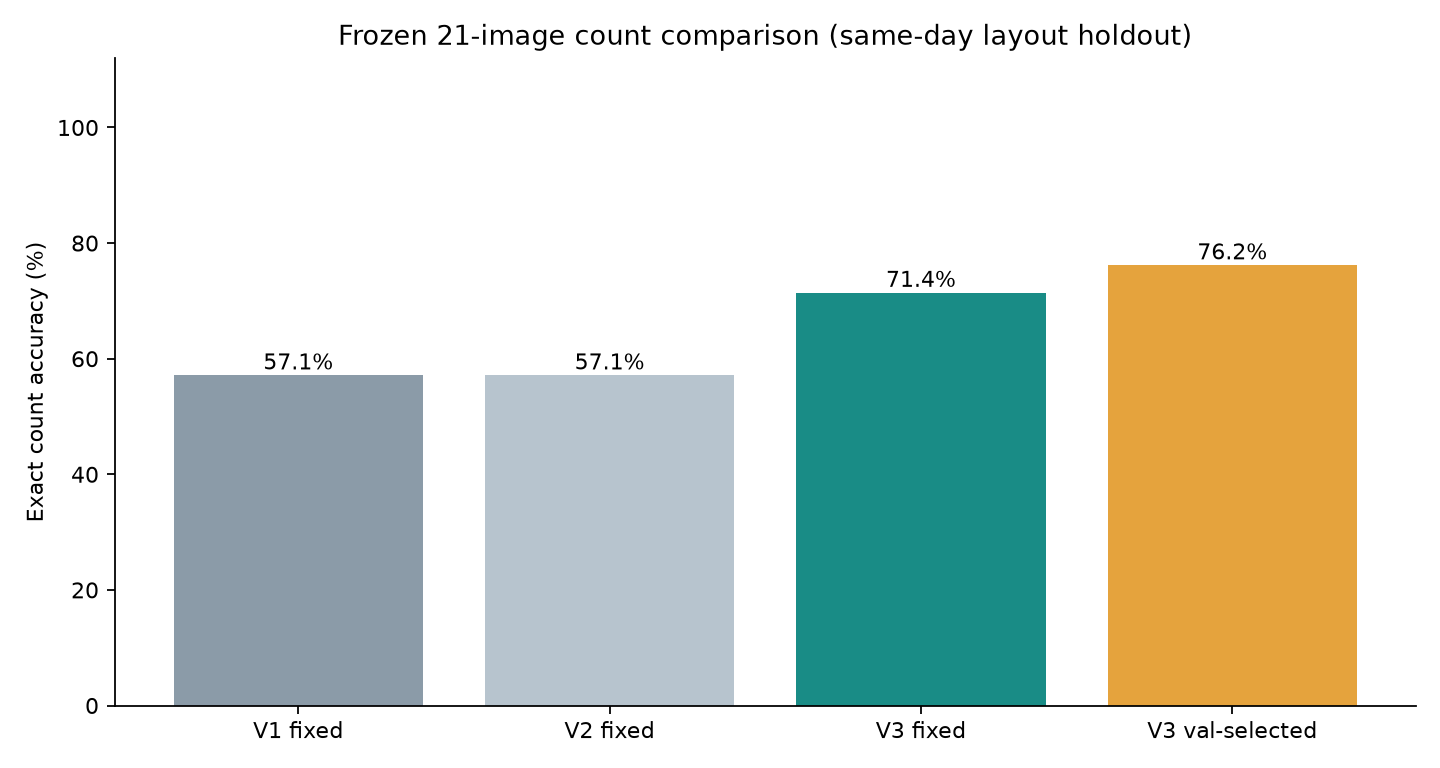 Frozen 21-image count comparison (same-day layout holdout)
Exact count accuracy (%)
100
80
60
40
20
0
57.1%
57.1%
71.4%
76.2%
V1 fixed
V2 fixed
V3 fixed
V3 val-selected